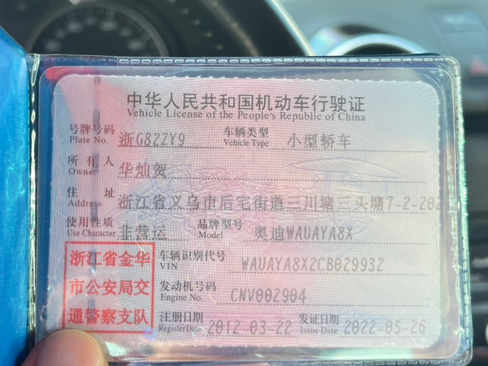 中华人民共和国机动车行驶证
Vehicle License of the People's Republic of China
号牌号码 浙G82ZY9 车辆类型 小型轿车
Plate No. Vehicle Type
所有人 华灿贺
Owner
住址 浙江省义乌市后宅街道三川塘三头塘7-2-202
Address
使用性质 非营运 品牌型号 奥迪WAUAYA8X
Use Character Model
浙江省金华
市公安局交
通警察支队
车辆识别代号 WAUAYA8X2CB029932
VIN
发动机号码 CNV002904
Engine No.
注册日期 2012-03-22 发证日期 2022-05-26
Register Date Issue Date